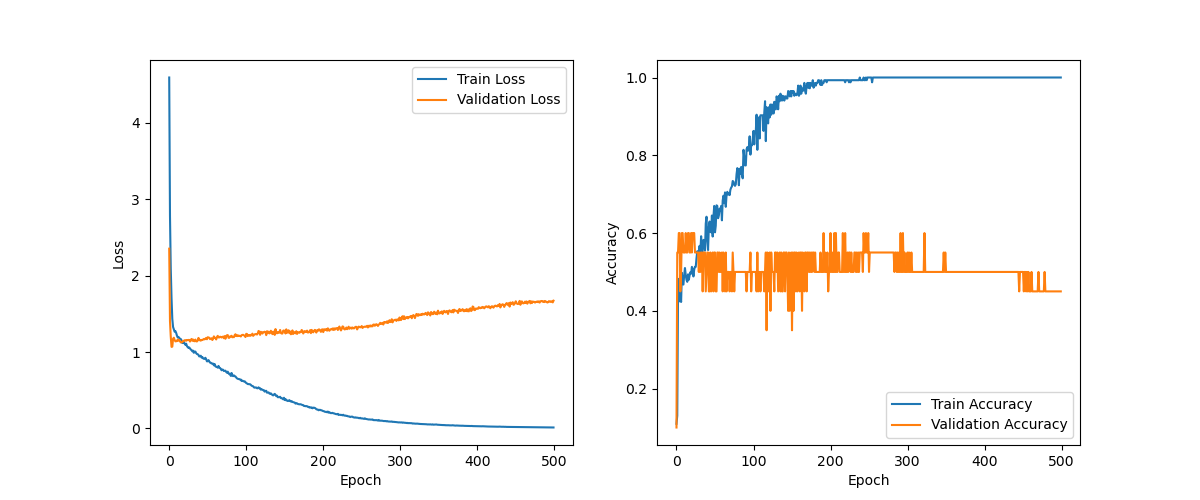 Train Loss
Validation Loss
4
3
2
1
0
Loss
0 100 200 300 400 500
Epoch
1.0
0.8
0.6
0.4
0.2
Accuracy
Train Accuracy
Validation Accuracy
0 100 200 300 400 500
Epoch